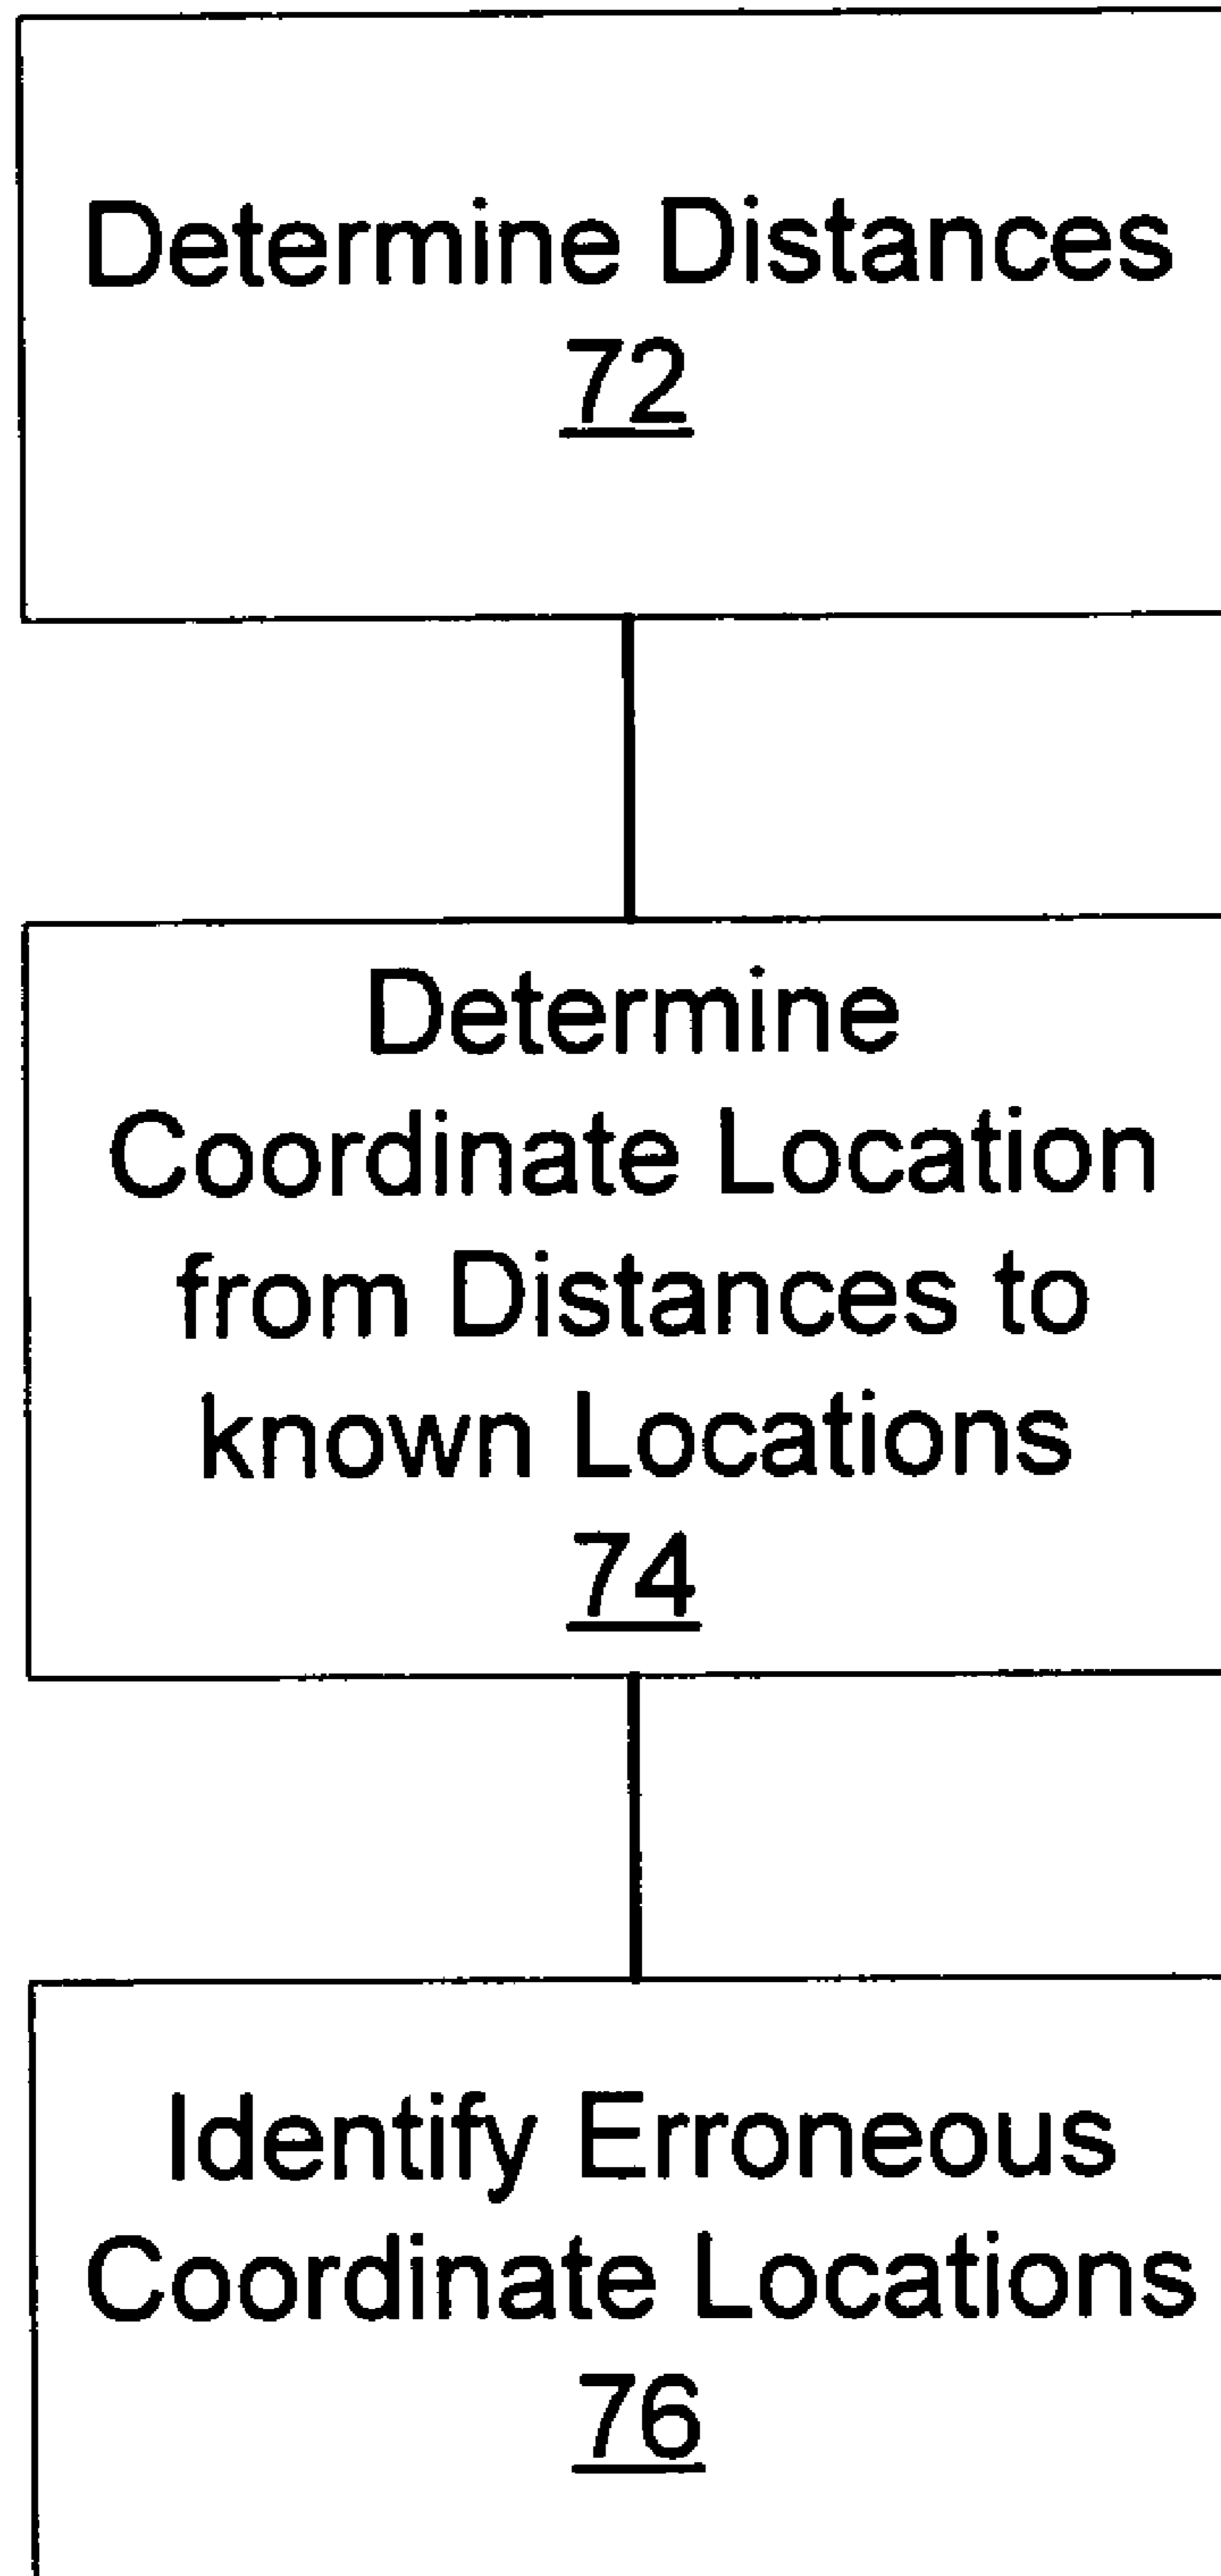 Determine Distances
72
Determine
Coordinate Location
from Distances to
known Locations
74
Identify Erroneous
Coordinate Locations
76